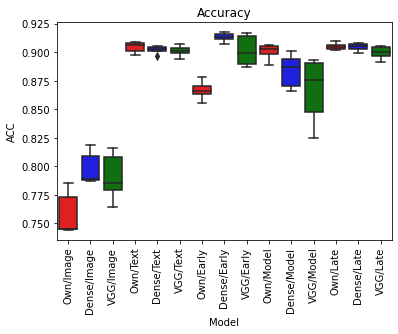 Accuracy
0.925
0.900
0.875
0.850
0.825
0.800
0.775
0.750
ACC
Own/Image
Dense/Image
VGG/Image
Own/Text
Dense/Text
VGG/Text
Own/Early
Dense/Early
VGG/Early
Own/Model
Dense/Model
VGG/Model
Own/Late
Dense/Late
VGG/Late
Model